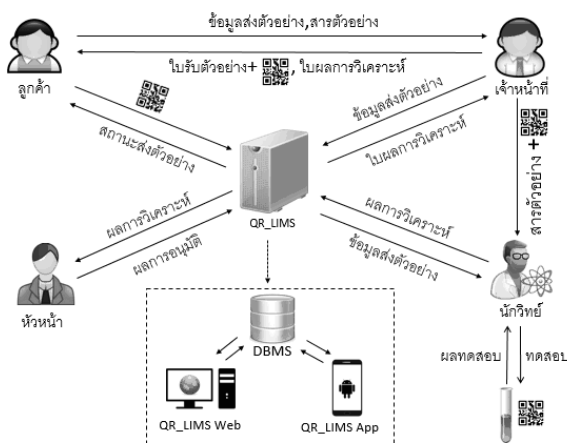 ข้อมูลส่งตัวอย่าง,สารตัวอย่าง
ใบรับตัวอย่าง+ ,ใบผลการวิเคราะห์
ลูกค้า
เจ้าหน้าที่
สถานะส่งตัวอย่าง
ข้อมูลส่งตัวอย่าง
ใบผลการวิเคราะห์
สารตัวอย่าง +
QR_LIMS
ผลการวิเคราะห์
ผลการอนุมัติ
ผลการวิเคราะห์
ข้อมูลส่งตัวอย่าง
หัวหน้า
นักวิทย์
DBMS
ผลทดสอบ
ทดสอบ
QR_LIMS Web
QR_LIMS App